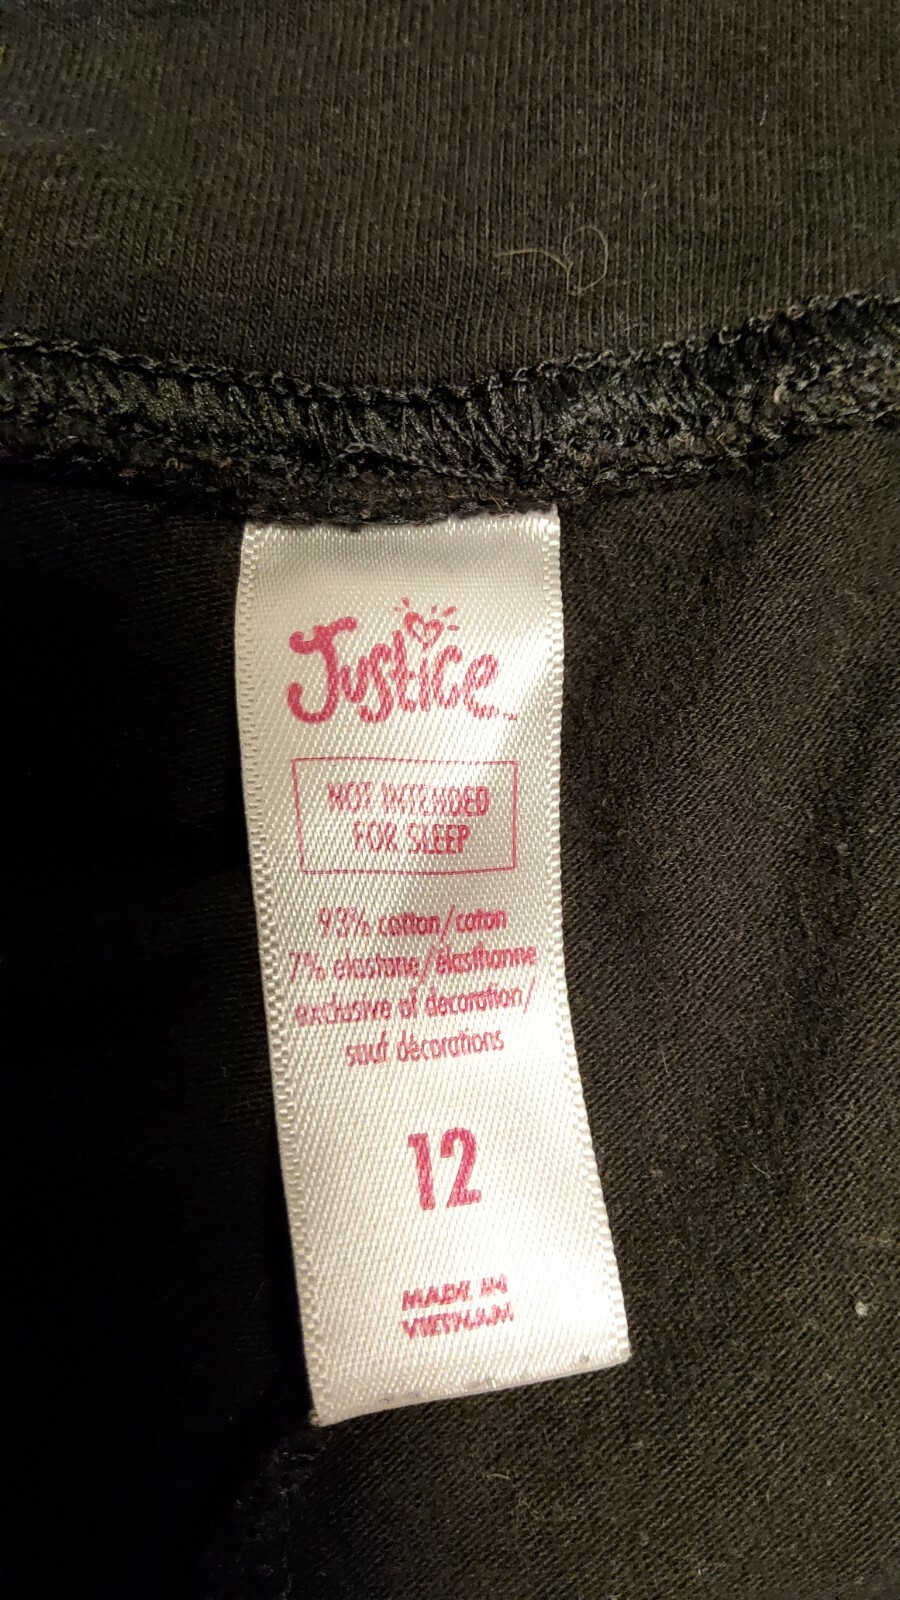 Justice™
NOT INTENDED
FOR SLEEP
93% cotton/coton
7% elastane/élasthanne
exclusive of decoration/
sauf décorations
12
MADE IN
VIETNAM